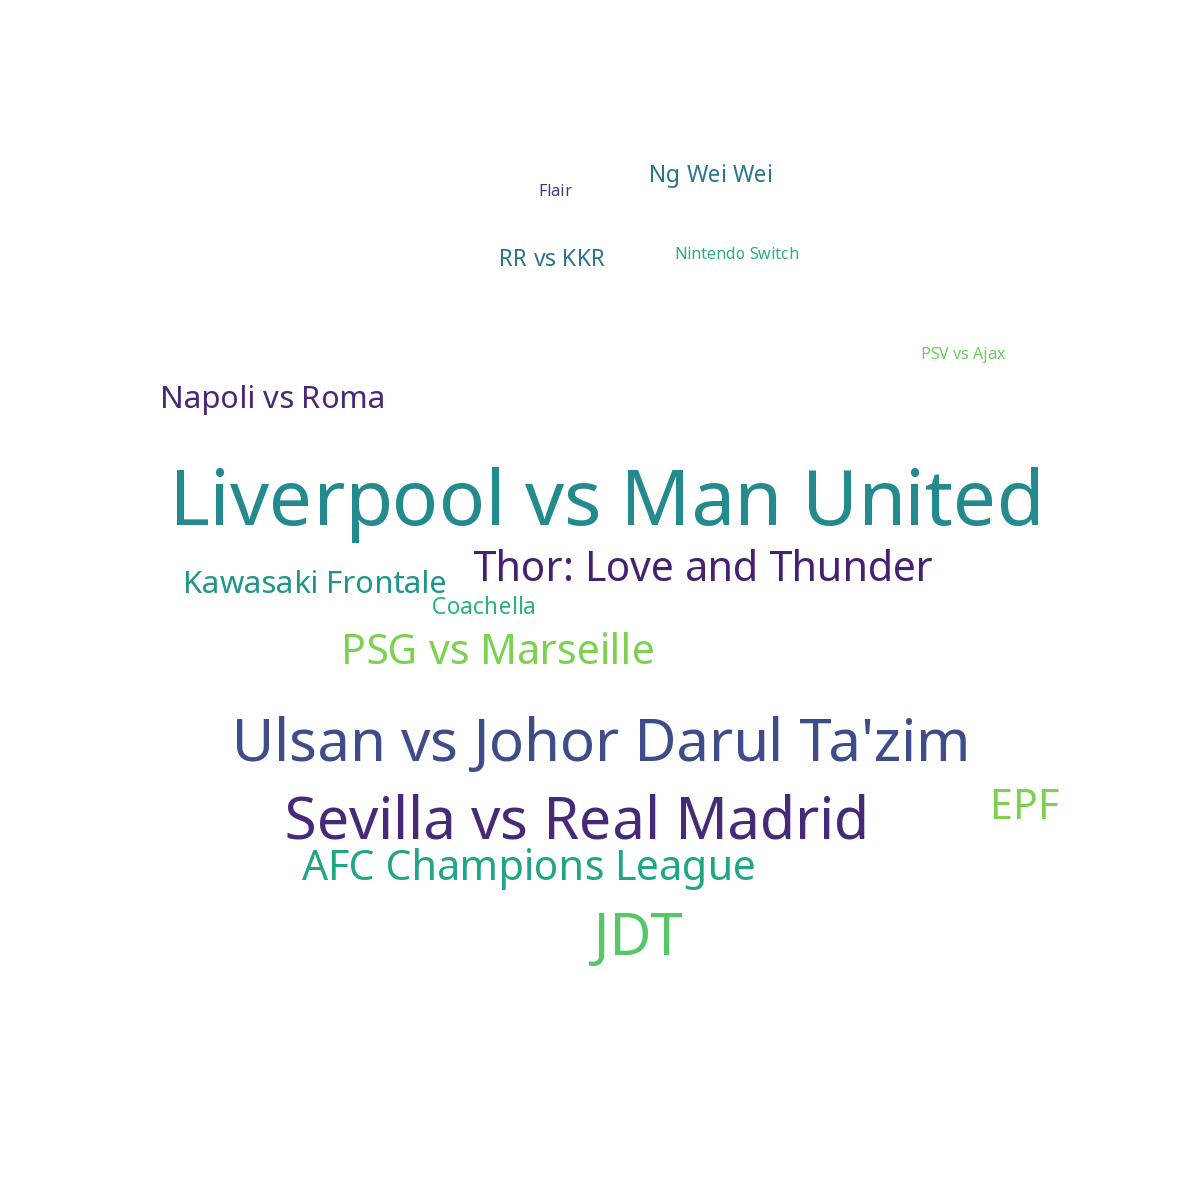 Ng Wei Wei
Flair
RR vs KKR
Nintendo Switch
PSV vs Ajax
Napoli vs Roma
Liverpool vs Man United
Thor: Love and Thunder
Kawasaki Frontale
Coachella
PSG vs Marseille
Ulsan vs Johor Darul Ta'zim
Sevilla vs Real Madrid
EPF
AFC Champions League
JDT